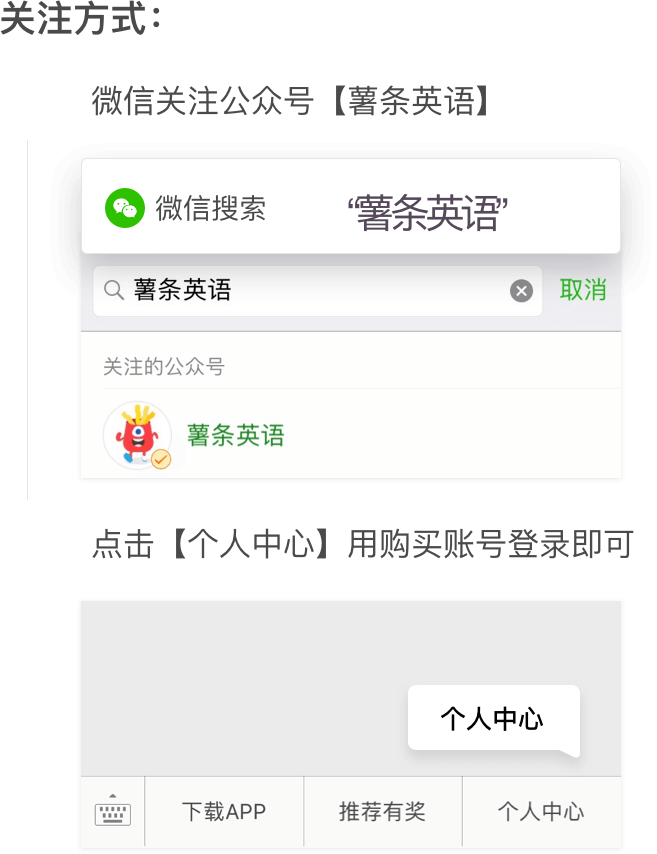 关注方式：
微信关注公众号【薯条英语】
微信搜索 “薯条英语”
薯条英语 取消
关注的公众号
薯条英语
点击【个人中心】用购买账号登录即可
个人中心
下载APP 推荐有奖 个人中心